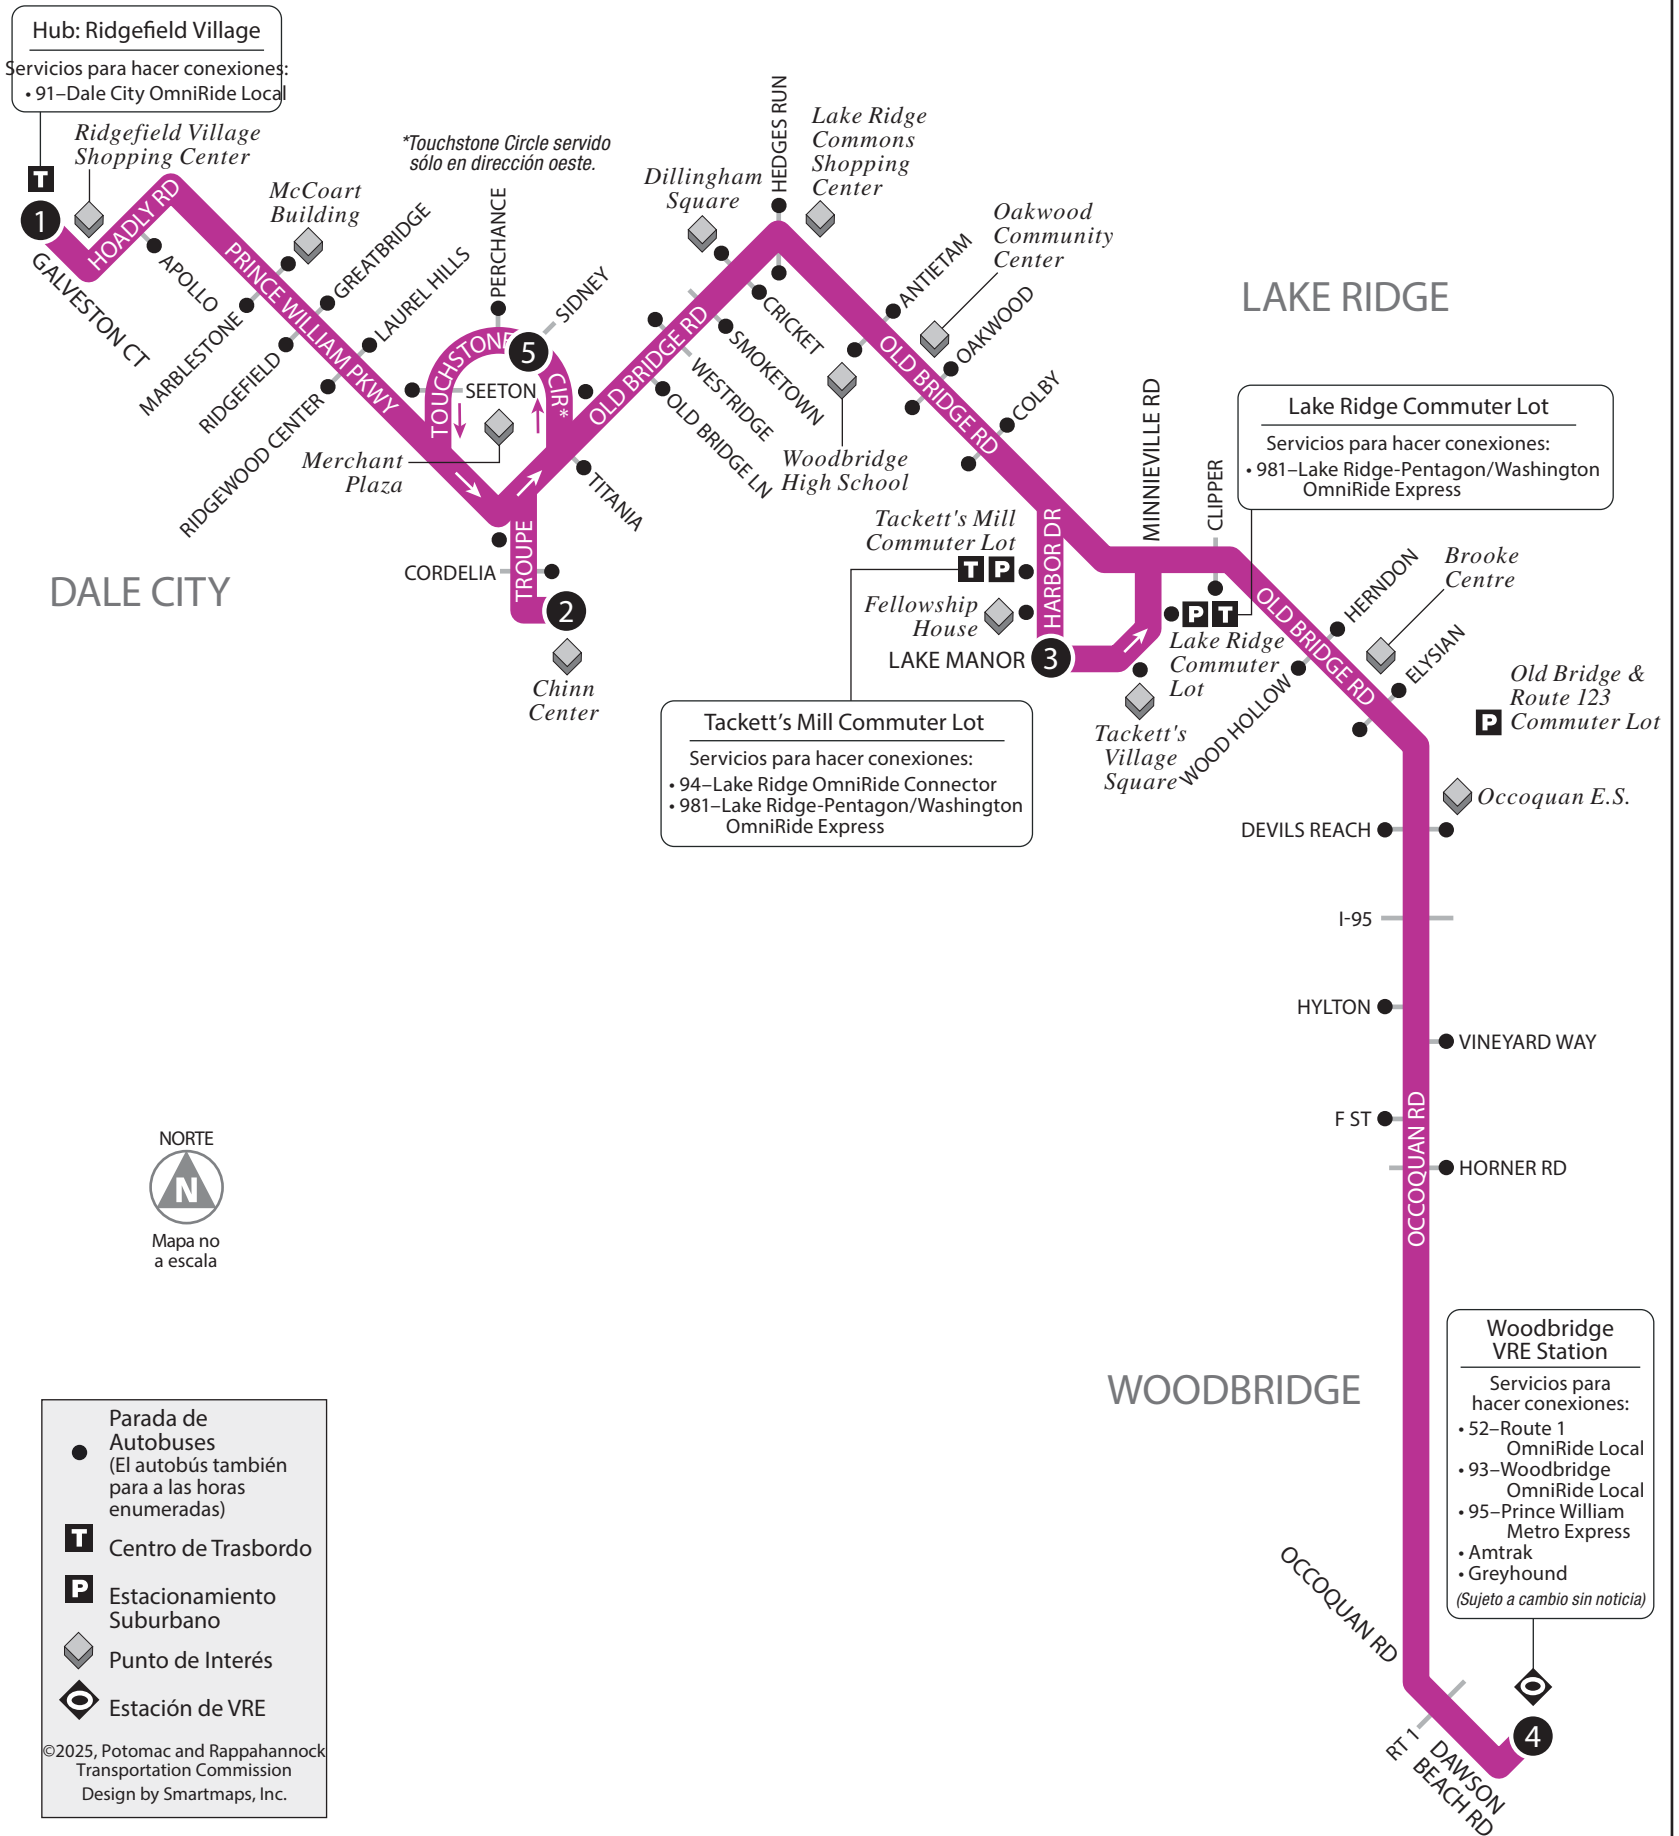 Hub: Ridgefield Village
Servicios para hacer conexiones:
• 91–Dale City OmniRide Local
T
Ridgefield Village
Shopping Center
1
HOADLY RD
GALVESTON CT
APOLLO
McCoart
Building
PRINCE WILLIAM PKWY
MARBLESTONE
GREATBRIDGE
RIDGEFIELD
LAUREL HILLS
RIDGEWOOD CENTER
*Touchstone Circle servido
sólo en dirección oeste.
PERCHANCE
SIDNEY
TOUCHSTONE
5
CIR*
SEETON
Merchant
Plaza
TITANIA
TROUPE
CORDELIA
2
Chinn
Center
DALE CITY
OLD BRIDGE RD
OLD BRIDGE LN
WESTRIDGE
SMOKETOWN
CRICKET
Dillingham
Square
HEDGES RUN
Lake Ridge
Commons
Shopping
Center
ANTIETAM
Oakwood
Community
Center
OAKWOOD
OLD BRIDGE RD
Woodbridge
High School
COLBY
LAKE RIDGE
MINNIEVILLE RD
CLIPPER
Lake Ridge Commuter Lot
Servicios para hacer conexiones:
• 981–Lake Ridge-Pentagon/Washington
OmniRide Express
Tackett's Mill
Commuter Lot
T P
HARBOR DR
Fellowship
House
LAKE MANOR
3
P T
Lake Ridge
Commuter
Lot
Tackett's
Village
Square
Tackett’s Mill Commuter Lot
Servicios para hacer conexiones:
• 94–Lake Ridge OmniRide Connector
• 981–Lake Ridge-Pentagon/Washington
OmniRide Express
OLD BRIDGE RD
HERNDON
WOOD HOLLOW
Brooke
Centre
ELYSIAN
Old Bridge &
Route 123
P
Commuter Lot
Occoquan E.S.
DEVILS REACH
I-95
HYLTON
VINEYARD WAY
F ST
OCCOQUAN RD
HORNER RD
NORTE
N
Mapa no
a escala
WOODBRIDGE
Woodbridge
VRE Station
Servicios para
hacer conexiones:
• 52–Route 1
OmniRide Local
• 93–Woodbridge
OmniRide Local
• 95–Prince William
Metro Express
• Amtrak
• Greyhound
(Sujeto a cambio sin noticia)
OCCOQUAN RD
4
RT 1
DAWSON
BEACH RD
Parada de
Autobuses
(El autobús también
para a las horas
enumeradas)
T
Centro de Trasbordo
P
Estacionamiento
Suburbano
Punto de Interés
Estación de VRE
©2025, Potomac and Rappahannock
Transportation Commission
Design by Smartmaps, Inc.